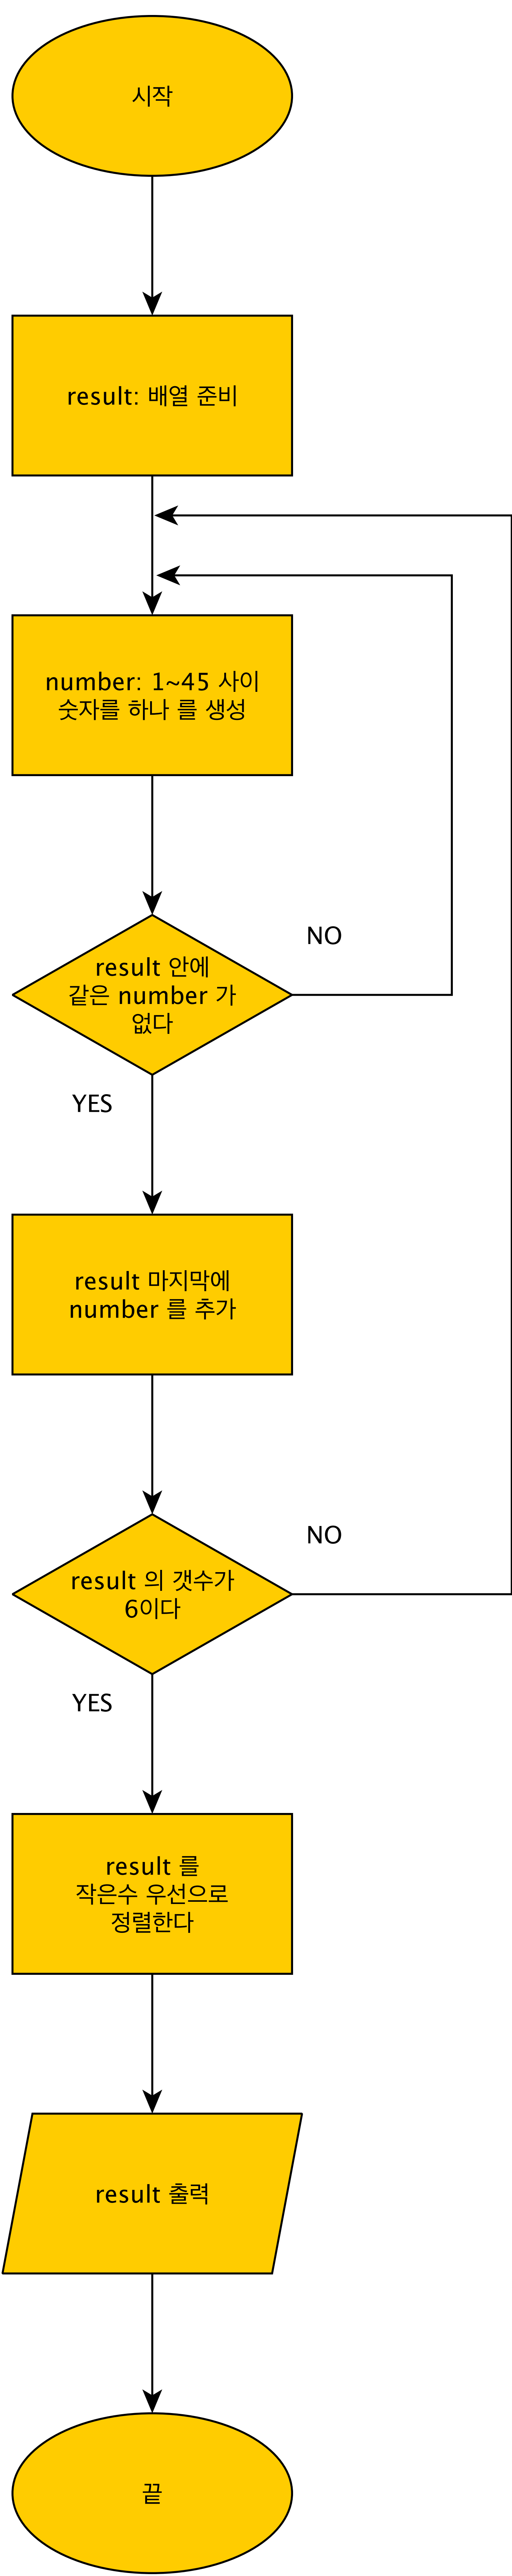 시작
result: 배열 준비
number: 1~45 사이
숫자를 하나 를 생성
NO
result 안에
같은 number 가
없다
YES
result 마지막에
number 를 추가
NO
result 의 갯수가
6이다
YES
result 를
작은수 우선으로
정렬한다
result 출력
끝